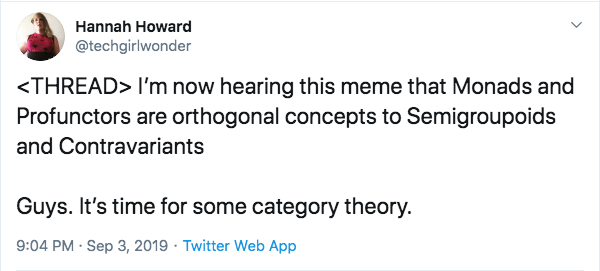 Hannah Howard
@techgirlwonder
<THREAD> I’m now hearing this meme that Monads and
Profunctors are orthogonal concepts to Semigroupoids
and Contravariants
Guys. It’s time for some category theory.
9:04 PM · Sep 3, 2019 · Twitter Web App